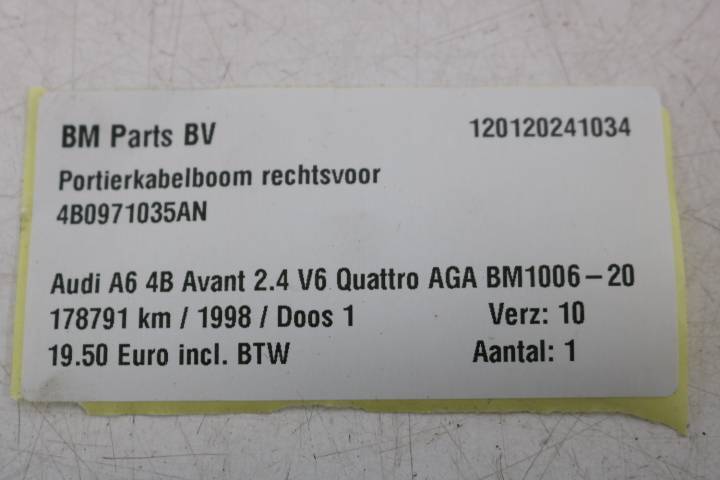 BM Parts BV 120120241034
Portierkabelboom rechtsvoor
4B0971035AN
Audi A6 4B Avant 2.4 V6 Quattro AGA BM1006-20
178791 km / 1998 / Doos 1 Verz: 10
19.50 Euro incl. BTW Aantal: 1